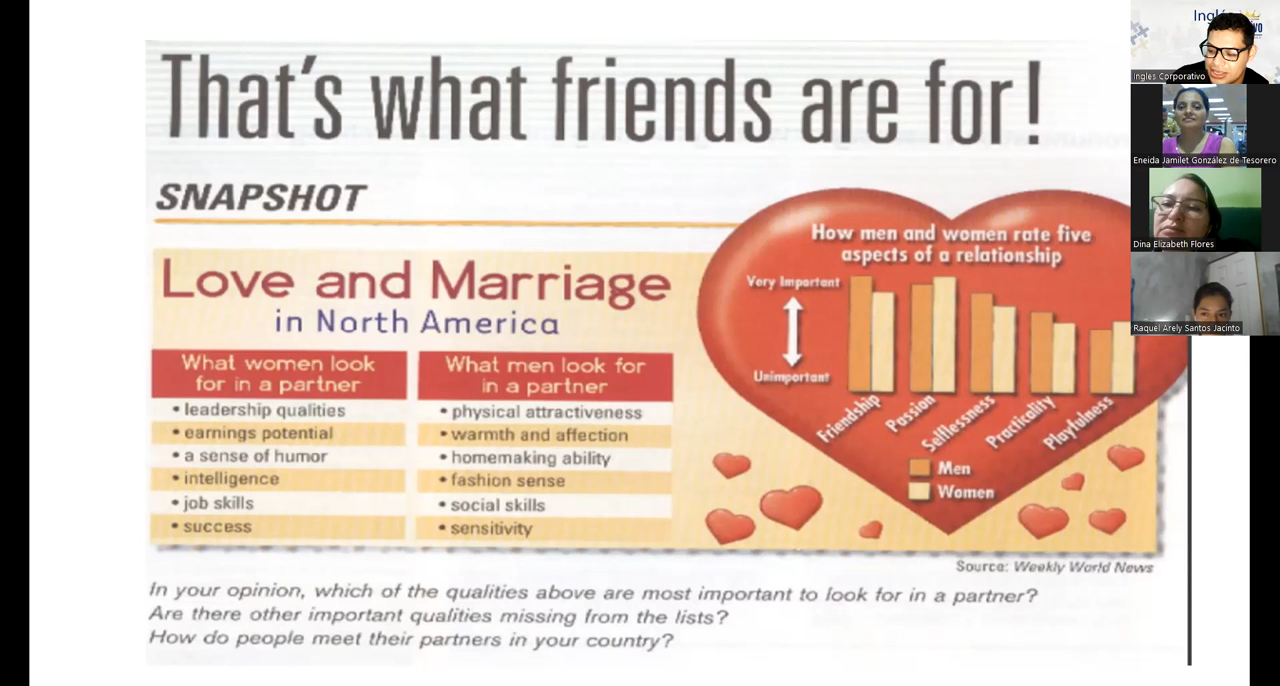 That's what friends are for!
SNAPSHOT
Love and Marriage
in North America
What women look
for in a partner
• leadership qualities
• earnings potential
• a sense of humor
• intelligence
• job skills
• success
What men look for
in a partner
• physical attractiveness
• warmth and affection
• homemaking ability
• fashion sense
• social skills
• sensitivity
How men and women rate five
aspects of a relationship
Very Important
Unimportant
Friendship
Passion
Selflessness
Practicality
Playfulness
Men
Women
Source: Weekly World News
In your opinion, which of the qualities above are most important to look for in a partner?
Are there other important qualities missing from the lists?
How do people meet their partners in your country?
Ingles Corporativo
Eneida Jamilet González de Tesorero
Dina Elizabeth Flores
Raquel Arely Santos Jacinto